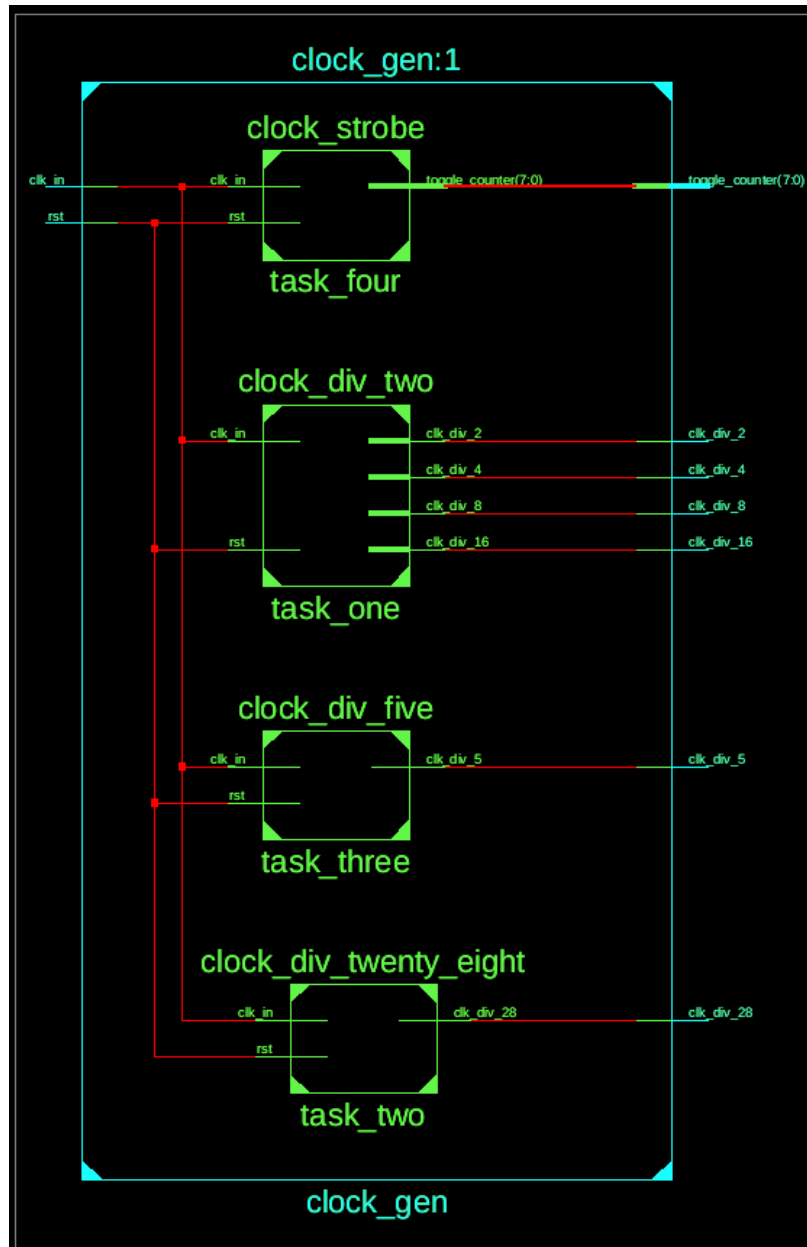 clock_gen:1
clock_strobe
clk_in clk_in toggle_counter(7:0) toggle_counter(7:0)
rst rst
task_four
clock_div_two
clk_in clk_div_2 clk_div_2
clk_div_4 clk_div_4
clk_div_8 clk_div_8
rst clk_div_16 clk_div_16
task_one
clock_div_five
clk_in clk_div_5 clk_div_5
rst
task_three
clock_div_twenty_eight
clk_in clk_div_28 clk_div_28
rst
task_two
clock_gen